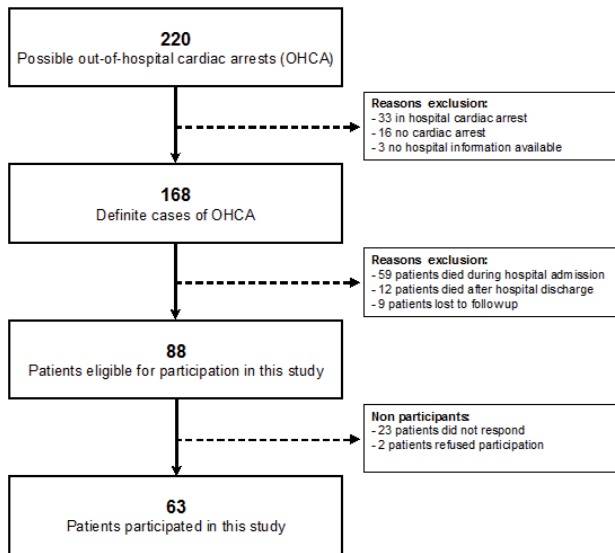 220
Possible out-of-hospital cardiac arrests (OHCA)
Reasons exclusion:
- 33 in hospital cardiac arrest
- 16 no cardiac arrest
- 3 no hospital information available
168
Definite cases of OHCA
Reasons exclusion:
- 59 patients died during hospital admission
- 12 patients died after hospital discharge
- 9 patients lost to followup
88
Patients eligible for participation in this study
Non participants:
- 23 patients did not respond
- 2 patients refused participation
63
Patients participated in this study